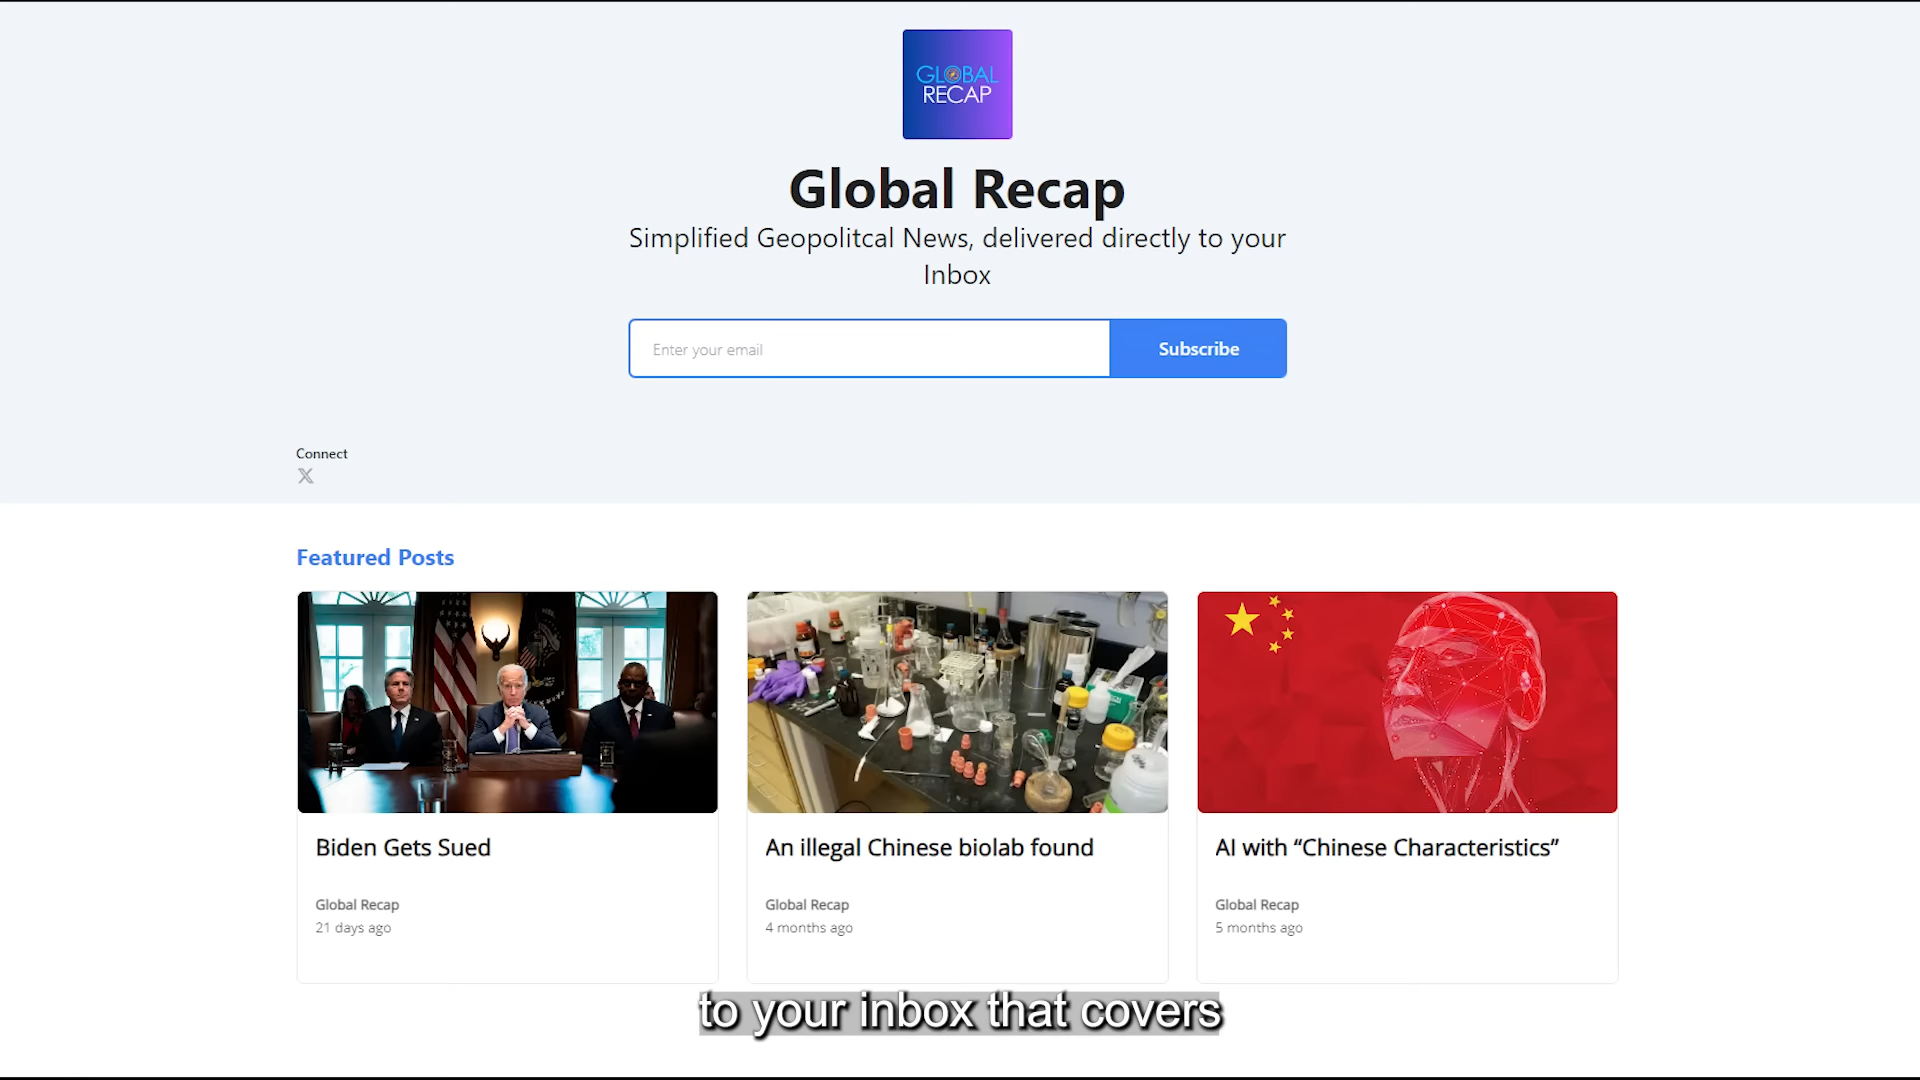 GLOBAL
RECAP
Global Recap
Simplified Geopolitcal News, delivered directly to your
Inbox
Enter your email
Subscribe
Connect
Featured Posts
Biden Gets Sued
Global Recap
21 days ago
An illegal Chinese biolab found
Global Recap
4 months ago
AI with “Chinese Characteristics”
Global Recap
5 months ago
to your inbox that covers